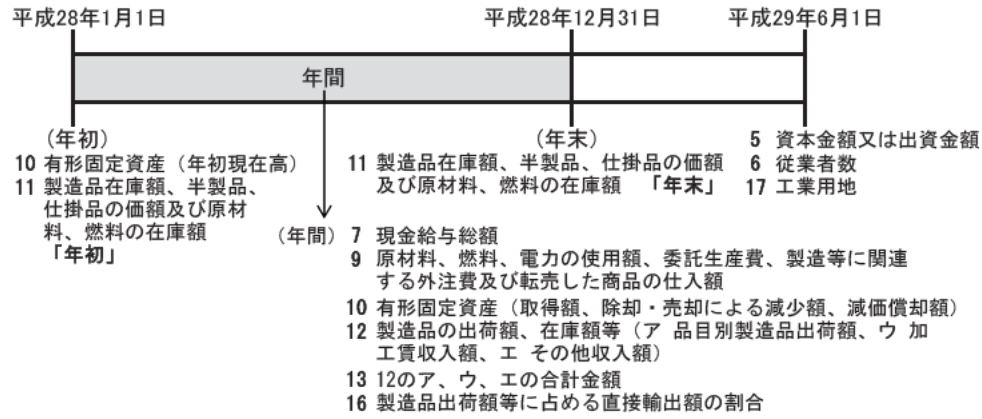 平成28年1月1日
平成28年12月31日
平成29年6月1日
年間
（年初）
10 有形固定資産（年初現在高）
11 製造品在庫額、半製品、
仕掛品の価額及び原材
料、燃料の在庫額
「年初」
（年末）
11 製造品在庫額、半製品、仕掛品の価額
及び原材料、燃料の在庫額 「年末」
5 資本金額又は出資金額
6 従業者数
17 工業用地
（年間） 7 現金給与総額
9 原材料、燃料、電力の使用額、委託生産費、製造等に関連
する外注費及び転売した商品の仕入額
10 有形固定資産（取得額、除却・売却による減少額、減価償却額）
12 製造品の出荷額、在庫額等（ア 品目別製造品出荷額、ウ 加
工賃収入額、エ その他収入額）
13 12のア、ウ、エの合計金額
16 製造品出荷額等に占める直接輸出額の割合